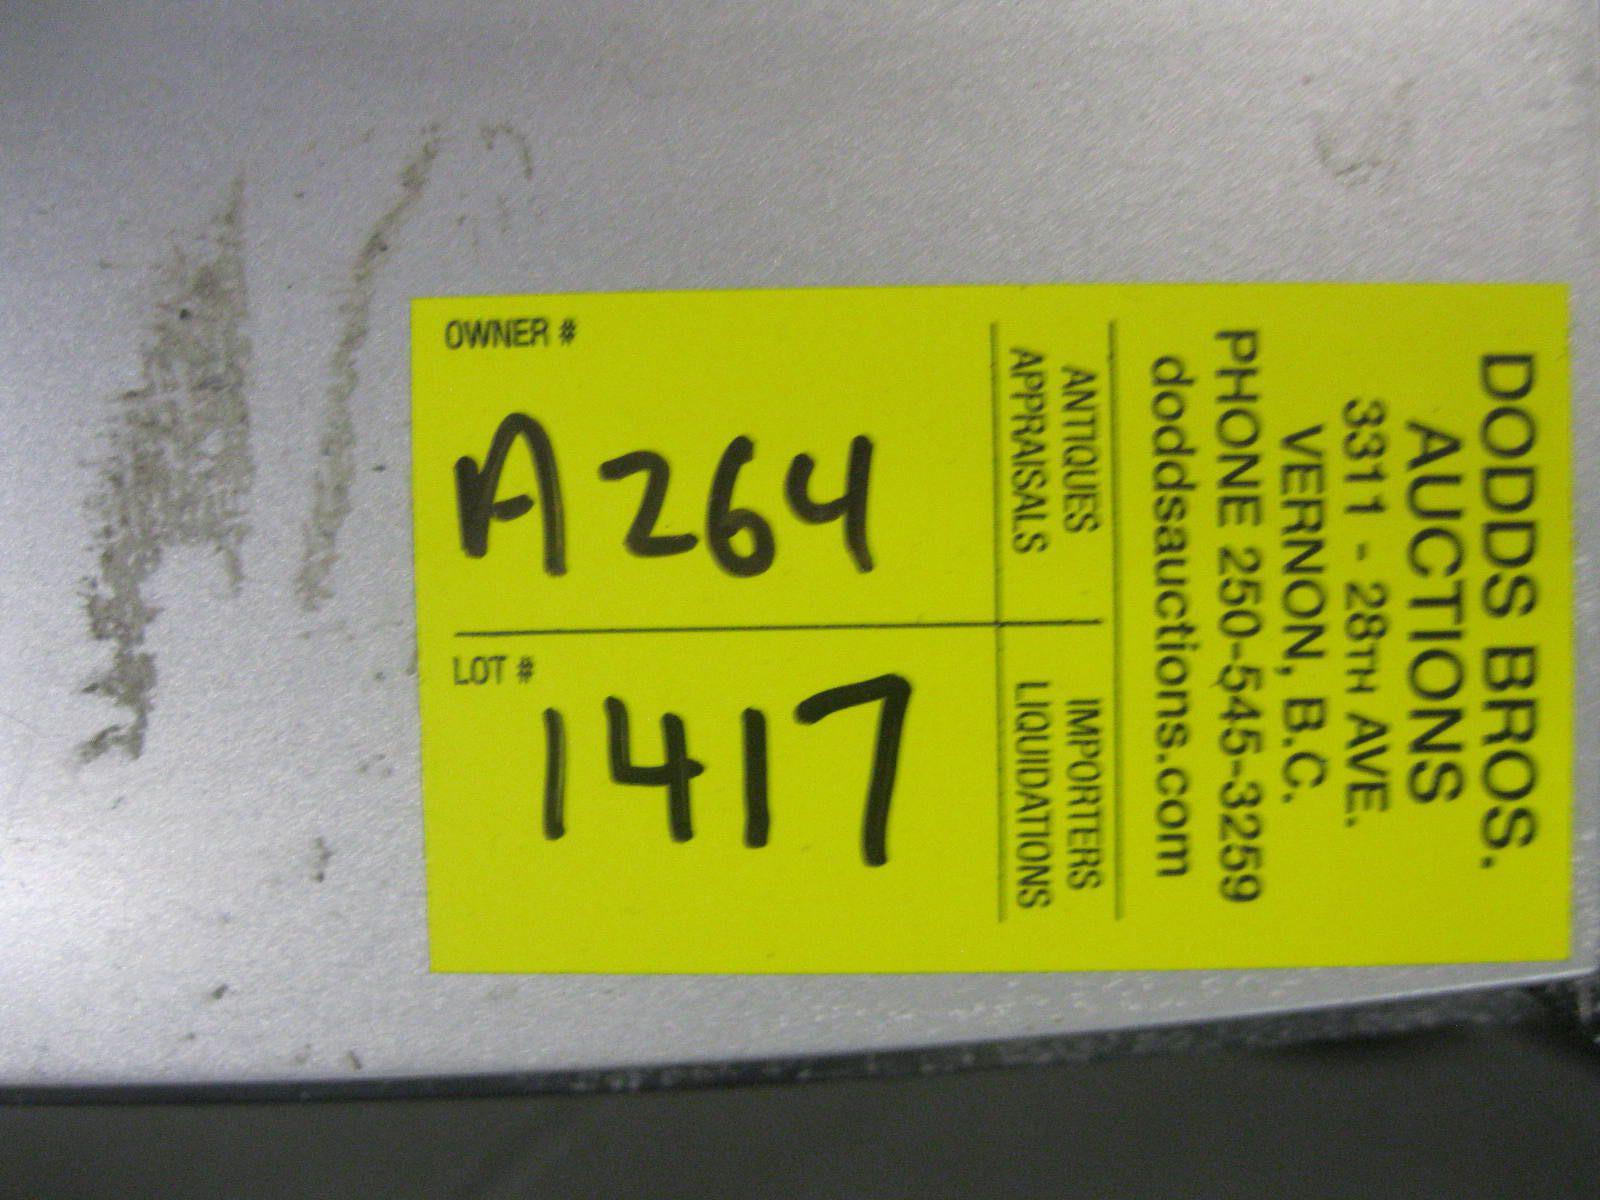 DODDS BROS.
AUCTIONS
3311 - 28TH AVE.
VERNON, B.C.
PHONE 250-545-3259
doddsauctions.com
ANTIQUES
APPRAISALS
IMPORTERS
LIQUIDATIONS
OWNER #
A264
LOT #
1417